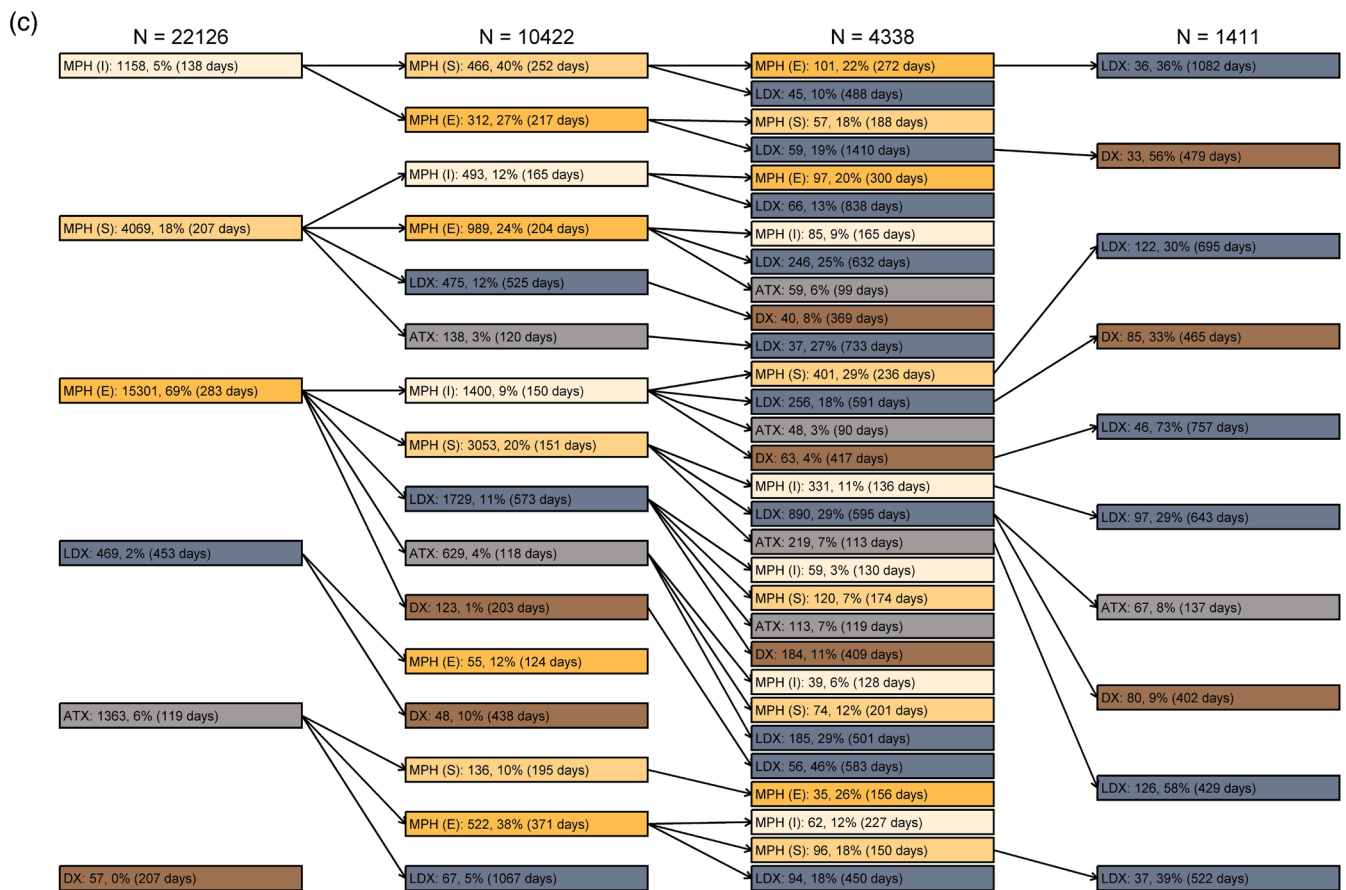 (c)
N = 22126
N = 10422
N = 4338
N = 1411
MPH (I): 1158, 5% (138 days)
MPH (S): 4069, 18% (207 days)
MPH (E): 15301, 69% (283 days)
LDX: 469, 2% (453 days)
ATX: 1363, 6% (119 days)
DX: 57, 0% (207 days)
MPH (S): 466, 40% (252 days)
MPH (E): 312, 27% (217 days)
MPH (I): 493, 12% (165 days)
MPH (E): 989, 24% (204 days)
LDX: 475, 12% (525 days)
ATX: 138, 3% (120 days)
MPH (I): 1400, 9% (150 days)
MPH (S): 3053, 20% (151 days)
LDX: 1729, 11% (573 days)
ATX: 629, 4% (118 days)
DX: 123, 1% (203 days)
MPH (E): 55, 12% (124 days)
DX: 48, 10% (438 days)
MPH (S): 136, 10% (195 days)
MPH (E): 522, 38% (371 days)
LDX: 67, 5% (1067 days)
MPH (E): 101, 22% (272 days)
LDX: 45, 10% (488 days)
MPH (S): 57, 18% (188 days)
LDX: 59, 19% (1410 days)
MPH (E): 97, 20% (300 days)
LDX: 66, 13% (838 days)
MPH (I): 85, 9% (165 days)
LDX: 246, 25% (632 days)
ATX: 59, 6% (99 days)
DX: 40, 8% (369 days)
LDX: 37, 27% (733 days)
MPH (S): 401, 29% (236 days)
LDX: 256, 18% (591 days)
ATX: 48, 3% (90 days)
DX: 63, 4% (417 days)
MPH (I): 331, 11% (136 days)
LDX: 890, 29% (595 days)
ATX: 219, 7% (113 days)
MPH (I): 59, 3% (130 days)
MPH (S): 120, 7% (174 days)
ATX: 113, 7% (119 days)
DX: 184, 11% (409 days)
MPH (I): 39, 6% (128 days)
MPH (S): 74, 12% (201 days)
LDX: 185, 29% (501 days)
LDX: 56, 46% (583 days)
MPH (E): 35, 26% (156 days)
MPH (I): 62, 12% (227 days)
MPH (S): 96, 18% (150 days)
LDX: 94, 18% (450 days)
LDX: 36, 36% (1082 days)
DX: 33, 56% (479 days)
LDX: 122, 30% (695 days)
DX: 85, 33% (465 days)
LDX: 46, 73% (757 days)
LDX: 97, 29% (643 days)
ATX: 67, 8% (137 days)
DX: 80, 9% (402 days)
LDX: 126, 58% (429 days)
LDX: 37, 39% (522 days)